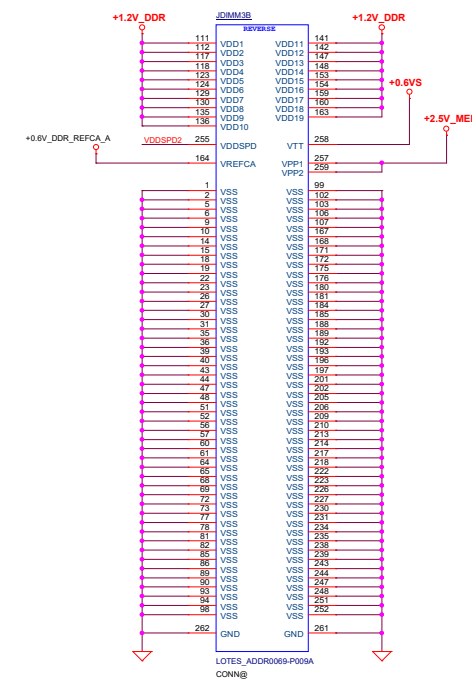 +1.2V_DDR JDIMM3B +1.2V_DDR
REVERSE
111 VDD1 VDD11 141
112 VDD2 VDD12 142
117 VDD3 VDD13 147
118 VDD4 VDD14 148
123 VDD5 VDD15 153
124 VDD6 VDD16 154
129 VDD7 VDD17 159
130 VDD8 VDD18 160
135 VDD9 VDD19 163
136 VDD10
+0.6VS
+2.5V_MEM
+0.6V_DDR_REFCA_A
VDDSPD2 255 VDDSPD VTT 258
164 VREFCA VPP1 257
VPP2 259
1 VSS VSS 99
2 VSS VSS 102
5 VSS VSS 103
6 VSS VSS 106
9 VSS VSS 107
10 VSS VSS 167
14 VSS VSS 168
15 VSS VSS 171
18 VSS VSS 172
19 VSS VSS 175
22 VSS VSS 176
23 VSS VSS 180
26 VSS VSS 181
27 VSS VSS 184
30 VSS VSS 185
31 VSS VSS 188
35 VSS VSS 189
36 VSS VSS 192
39 VSS VSS 193
40 VSS VSS 196
43 VSS VSS 197
44 VSS VSS 201
47 VSS VSS 202
48 VSS VSS 205
51 VSS VSS 206
52 VSS VSS 209
56 VSS VSS 210
57 VSS VSS 213
60 VSS VSS 214
61 VSS VSS 217
64 VSS VSS 218
65 VSS VSS 222
68 VSS VSS 223
69 VSS VSS 226
72 VSS VSS 227
73 VSS VSS 230
77 VSS VSS 231
78 VSS VSS 234
81 VSS VSS 235
82 VSS VSS 238
85 VSS VSS 239
86 VSS VSS 243
89 VSS VSS 244
90 VSS VSS 247
93 VSS VSS 248
94 VSS VSS 251
98 VSS VSS 252
262 GND GND 261
LOTES_ADDR0069-P009A
CONN@